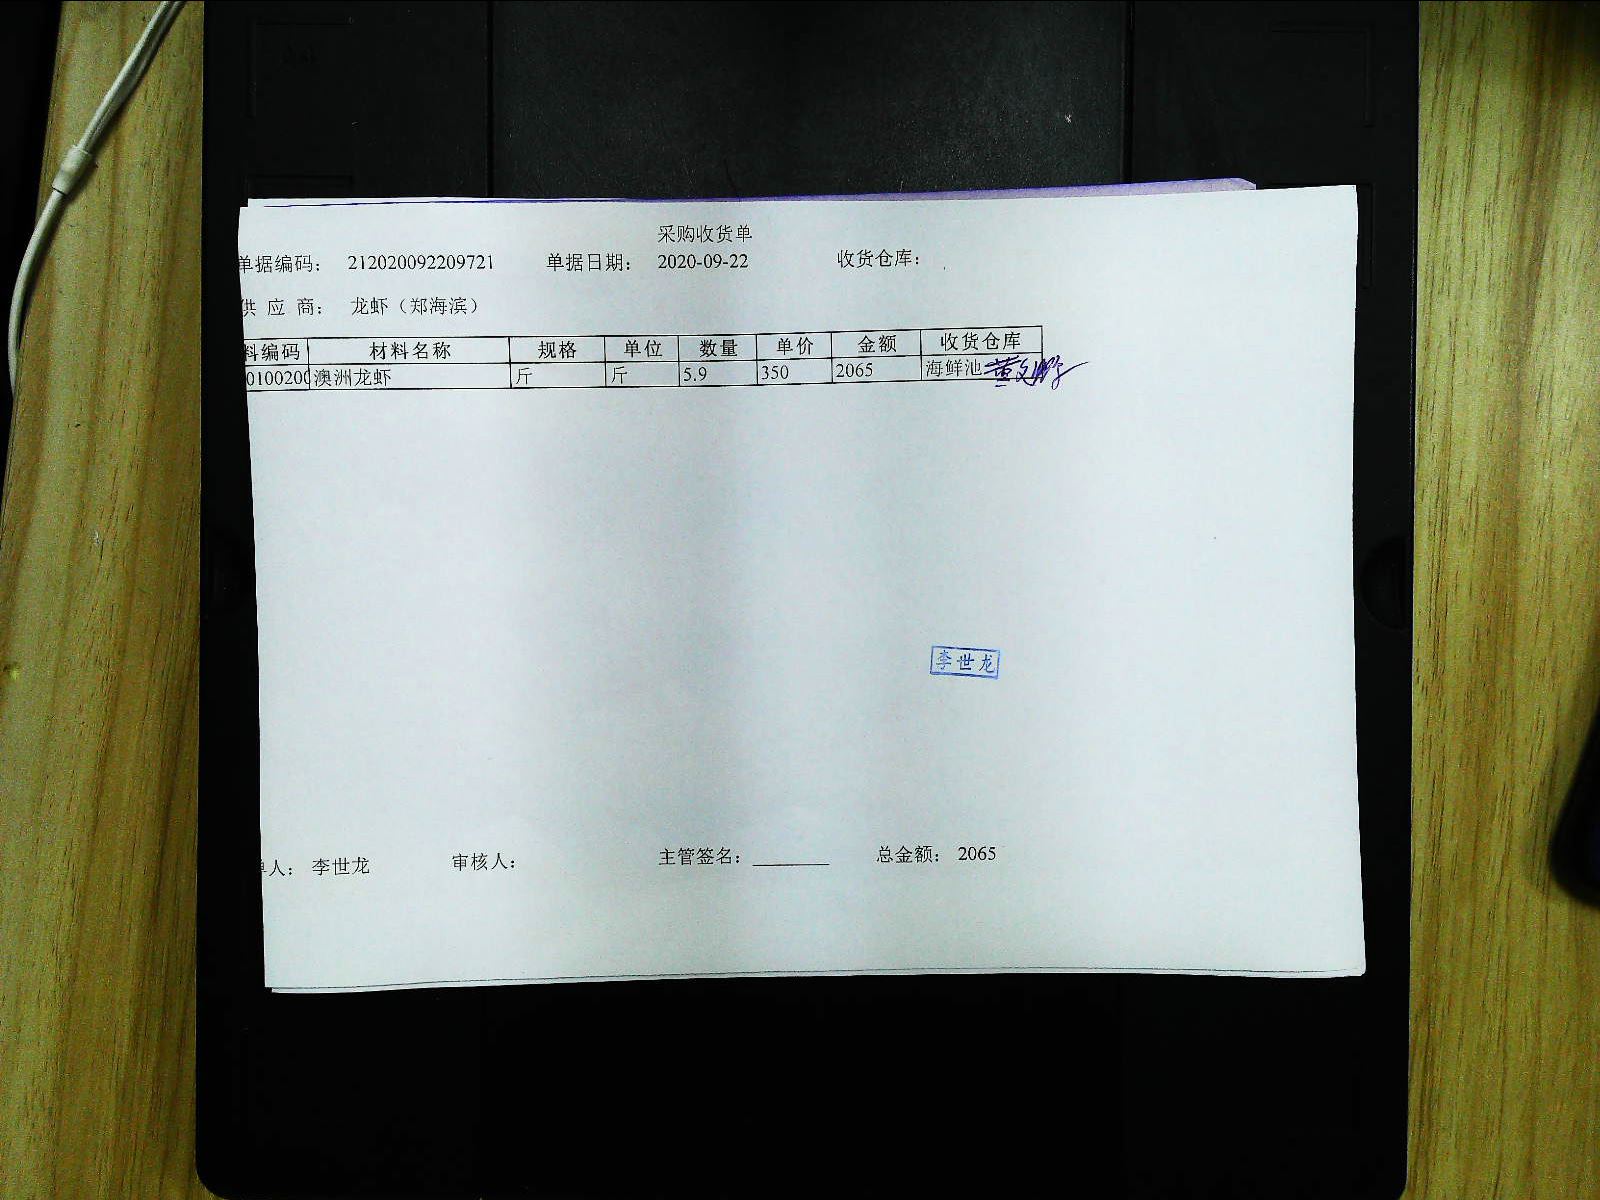 采购收货单
单据编码： 212020092209721 单据日期： 2020-09-22 收货仓库：
供 应 商： 龙虾（郑海滨）
料编码 材料名称 规格 单位 数量 单价 金额 收货仓库
0100200 澳洲龙虾 斤 斤 5.9 350 2065 海鲜池
李世龙
单人： 李世龙 审核人： 主管签名： 总金额： 2065